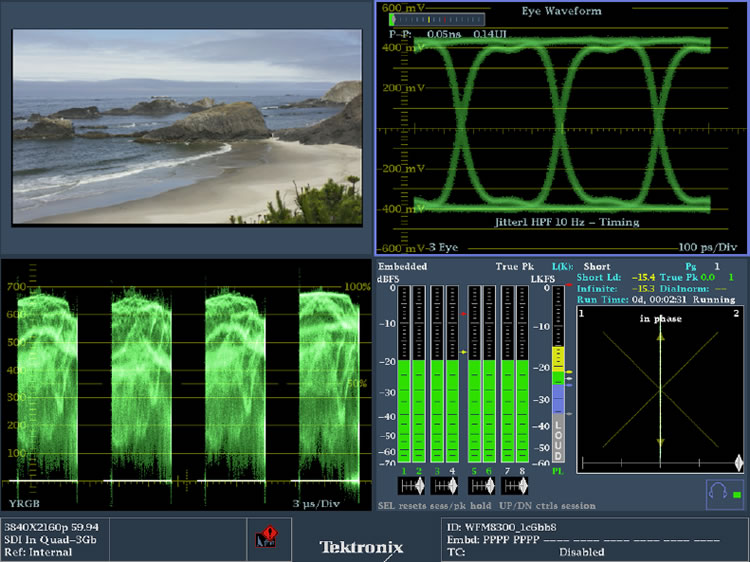 Eye Waveform
600 mV
P-P: 0.05ns 0.14UI
400 mV
200 mV
200 mV
400 mV
Jitter1 HPF 10 Hz - Timing
-600 mV 3 Eye 100 ps/Div
700 100%
600
500
400
300 50%
200
100
YRGB 3 µs/Div
Embedded True Pk L(K): Short Pg 1
dBFS LKFS
Short Ld: -15.4 True Pk 0.0 1
Infinite: -15.3 Dialnorm: --
Run Time: 0d, 00:02:31 Running
0 0
-10 -10
-20 -20
-30 -30
-40 -40
-50 -50
-60
-70 -60
LOUD
1 2 3 4 5 6 7 8 PL
1 in phase 2
SEL resets sess/pk hold UP/DN ctrls session
3840X2160p 59.94
SDI In Quad-3Gb
Ref: Internal
Tektronix
ID: WFM8300_1c6bb8
Embd: PPPP PPPP ---- ---- ---- ---- ---- ----
TC: Disabled